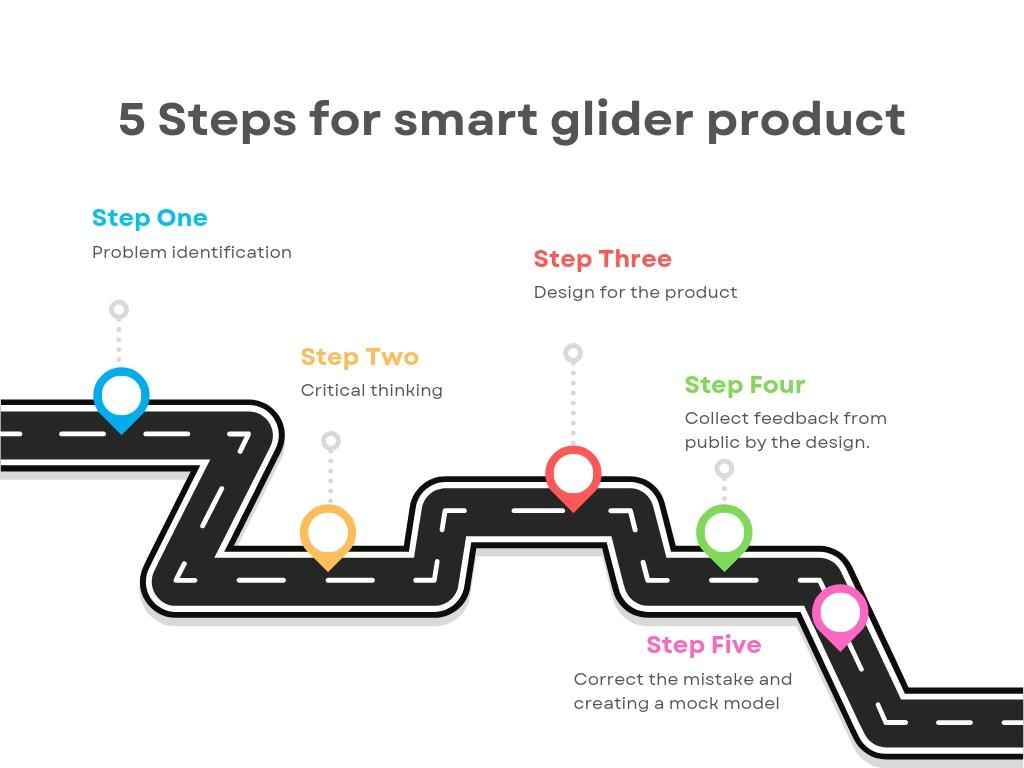 5 Steps for smart glider product
Step One
Problem identification
Step Two
Critical thinking
Step Three
Design for the product
Step Four
Collect feedback from
public by the design.
Step Five
Correct the mistake and
creating a mock model